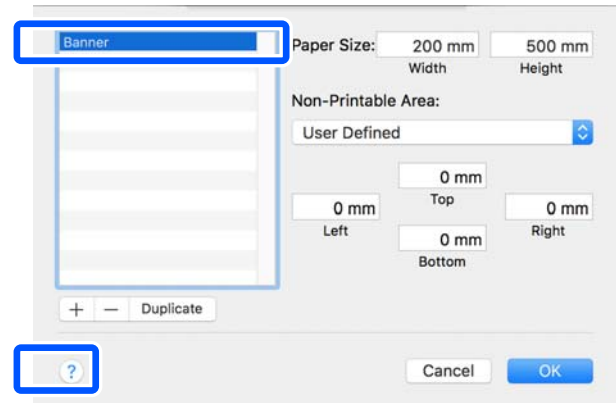 Banner
Paper Size: 200 mm 500 mm
Width Height
Non-Printable Area:
User Defined
0 mm
Top
0 mm 0 mm
Left Right
0 mm
Bottom
+ − Duplicate
? Cancel OK